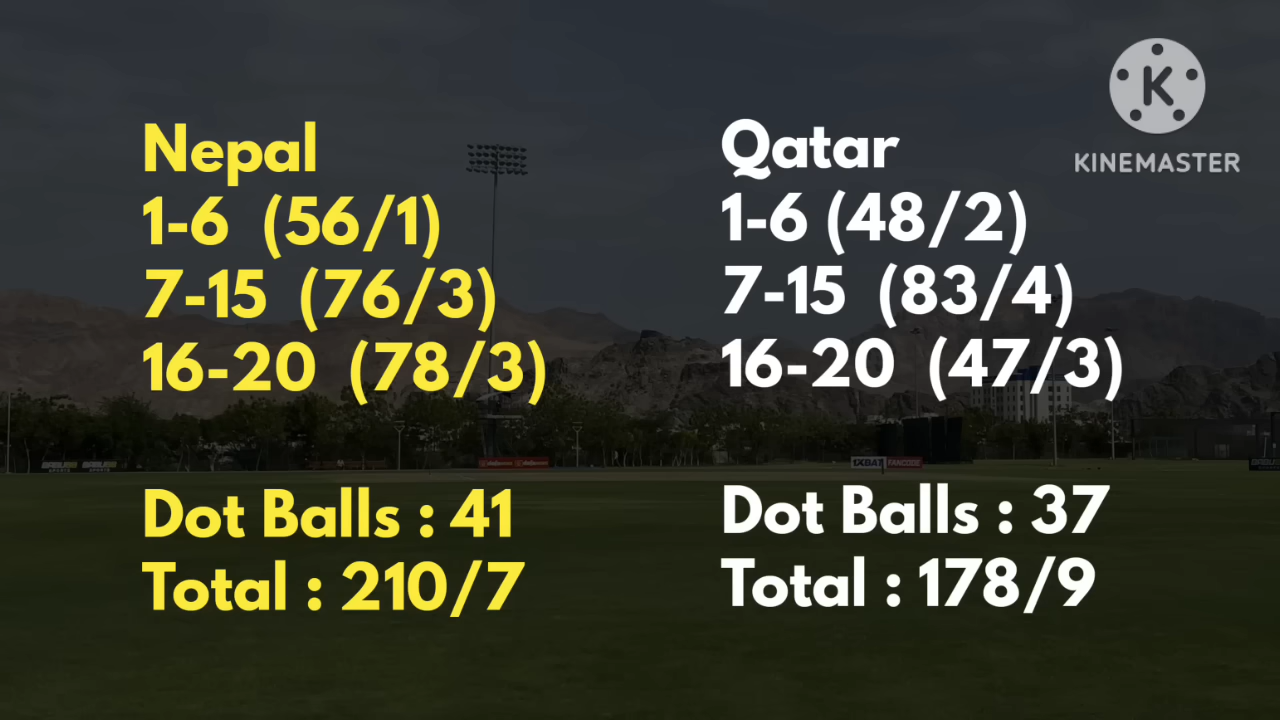 Nepal
1-6 (56/1)
7-15 (76/3)
16-20 (78/3)
Dot Balls : 41
Total : 210/7
Qatar
1-6 (48/2)
7-15 (83/4)
16-20 (47/3)
Dot Balls : 37
Total : 178/9
K
KINEMASTER
1XBAT